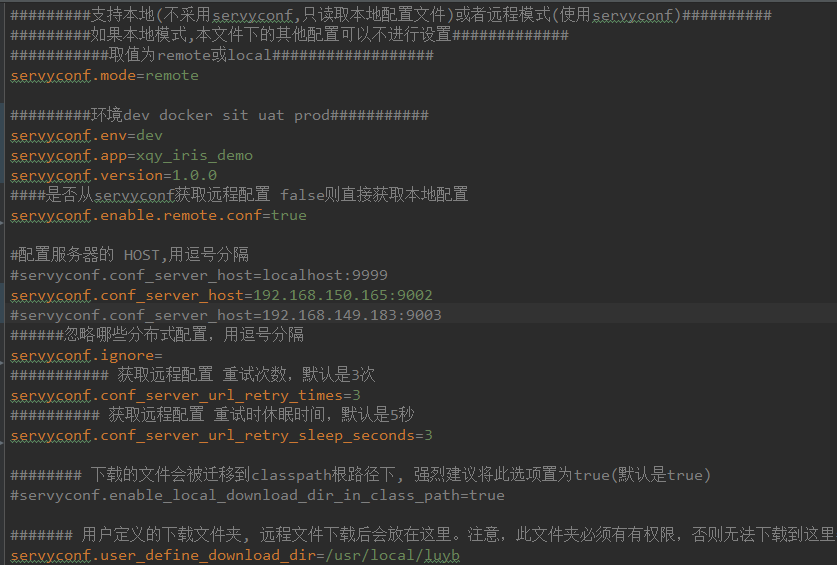 #########支持本地(不采用servyconf,只读取本地配置文件)或者远程模式(使用servyconf)##########
#########如果本地模式,本文件下的其他配置可以不进行设置#############
###########取值为remote或local##################
servyconf.mode=remote
#########环境dev docker sit uat prod###########
servyconf.env=dev
servyconf.app=xqy_iris_demo
servyconf.version=1.0.0
####是否从servyconf获取远程配置 false则直接获取本地配置
servyconf.enable.remote.conf=true
#配置服务器的 HOST,用逗号分隔
#servyconf.conf_server_host=localhost:9999
servyconf.conf_server_host=192.168.150.165:9002
#servyconf.conf_server_host=192.168.149.183:9003
######忽略哪些分布式配置，用逗号分隔
servyconf.ignore=
########### 获取远程配置 重试次数，默认是3次
servyconf.conf_server_url_retry_times=3
########## 获取远程配置 重试时休眠时间，默认是5秒
servyconf.conf_server_url_retry_sleep_seconds=3
######## 下载的文件会被迁移到classpath根路径下, 强烈建议将此选项置为true(默认是true)
#servyconf.enable_local_download_dir_in_class_path=true
####### 用户定义的下载文件夹, 远程文件下载后会放在这里。注意，此文件夹必须有有权限，否则无法下载到这里
servyconf.user_define_download_dir=/usr/local/luyb